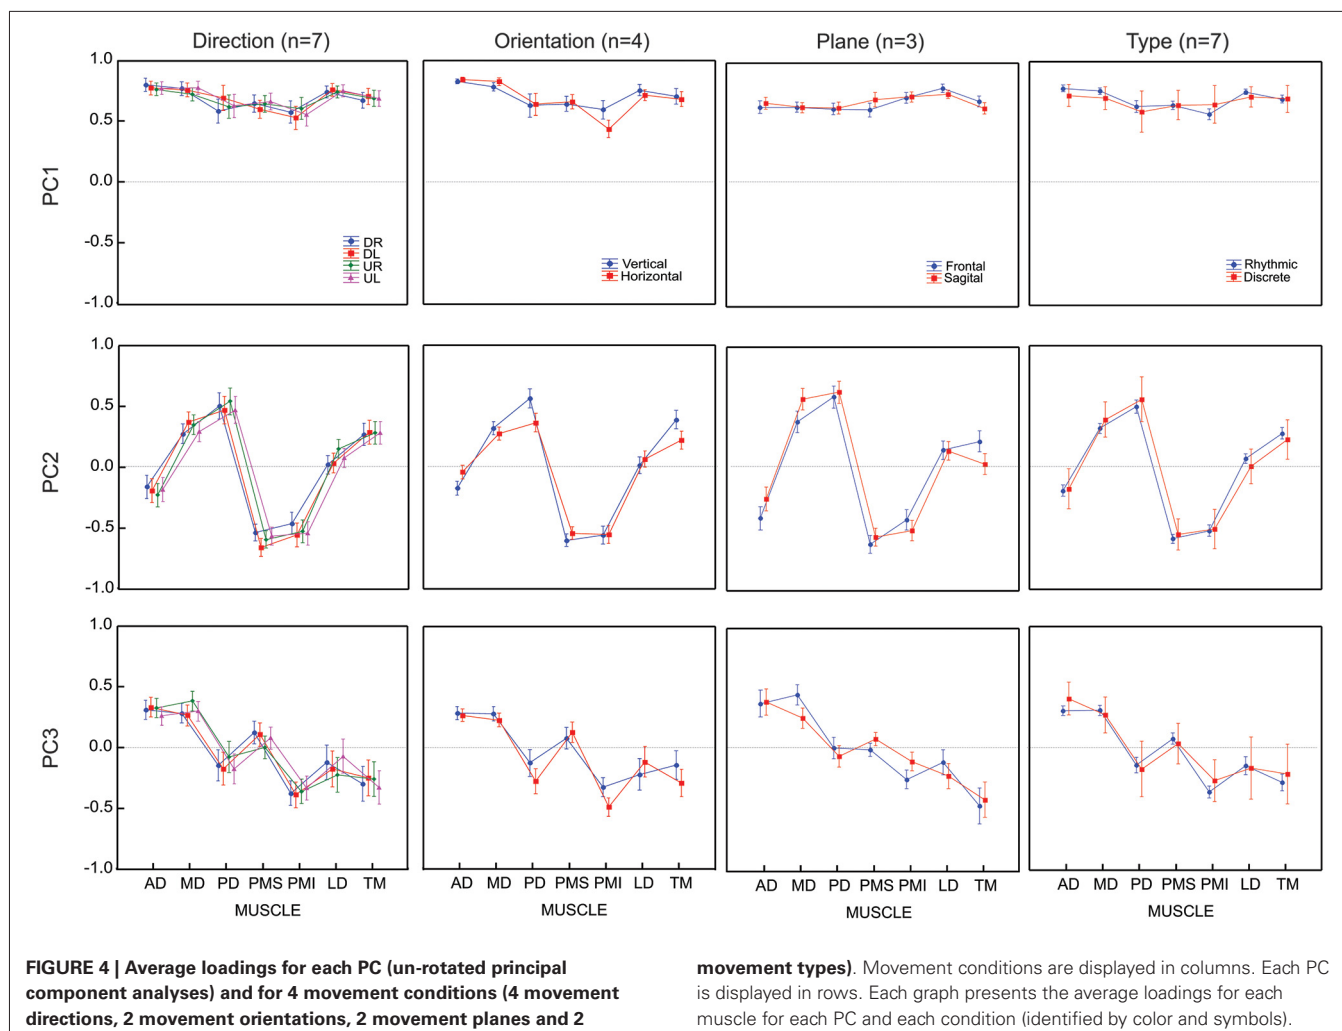 Direction (n=7)
Orientation (n=4)
Plane (n=3)
Type (n=7)
PC1
1.0
0.5
0.0
-0.5
-1.0
DR
DL
UR
UL
Vertical
Horizontal
Frontal
Sagital
Rhythmic
Discrete
PC2
1.0
0.5
0.0
-0.5
-1.0
PC3
1.0
0.5
0.0
-0.5
-1.0
AD MD PD PMS PMI LD TM
MUSCLE
AD MD PD PMS PMI LD TM
MUSCLE
AD MD PD PMS PMI LD TM
MUSCLE
AD MD PD PMS PMI LD TM
MUSCLE
FIGURE 4 | Average loadings for each PC (un-rotated principal
component analyses) and for 4 movement conditions (4 movement
directions, 2 movement orientations, 2 movement planes and 2
movement types). Movement conditions are displayed in columns. Each PC
is displayed in rows. Each graph presents the average loadings for each
muscle for each PC and each condition (identified by color and symbols).